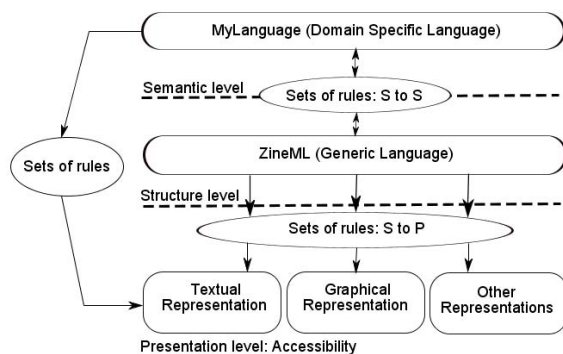 MyLanguage (Domain Specific Language)
Semantic level
Sets of rules: S to S
Sets of rules
ZineML (Generic Language)
Structure level
Sets of rules: S to P
Textual
Representation
Graphical
Representation
Other
Representations
Presentation level: Accessibility